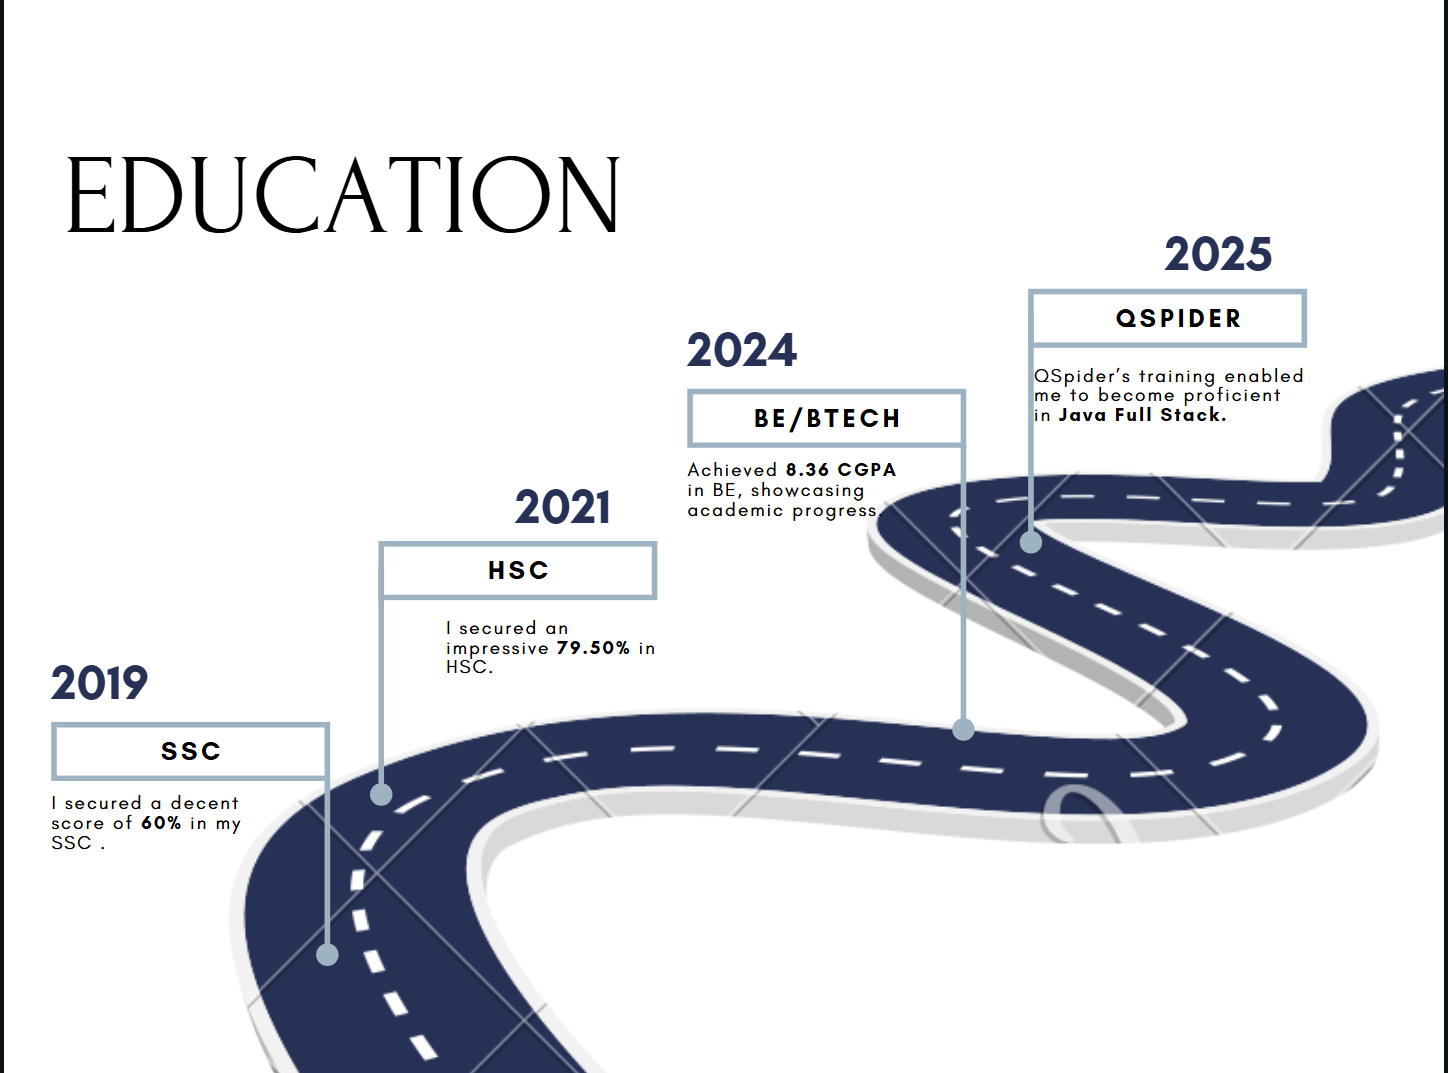 EDUCATION
2025
QSPIDER
QSpider’s training enabled
me to become proficient
in Java Full Stack.
2024
BE/BTECH
Achieved 8.36 CGPA
in BE, showcasing
academic progress.
2021
HSC
I secured an
impressive 79.50% in
HSC.
2019
SSC
I secured a decent
score of 60% in my
SSC .